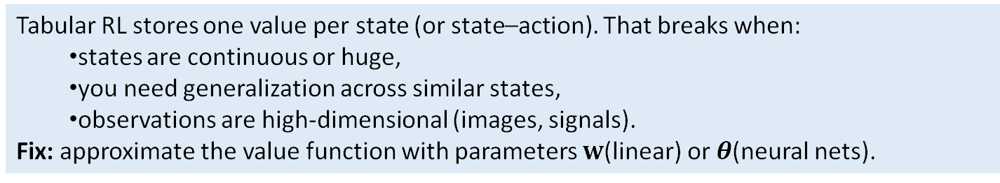 Tabular RL stores one value per state (or state–action). That breaks when:
•states are continuous or huge,
•you need generalization across similar states,
•observations are high-dimensional (images, signals).
Fix: approximate the value function with parameters w(linear) or θ(neural nets).